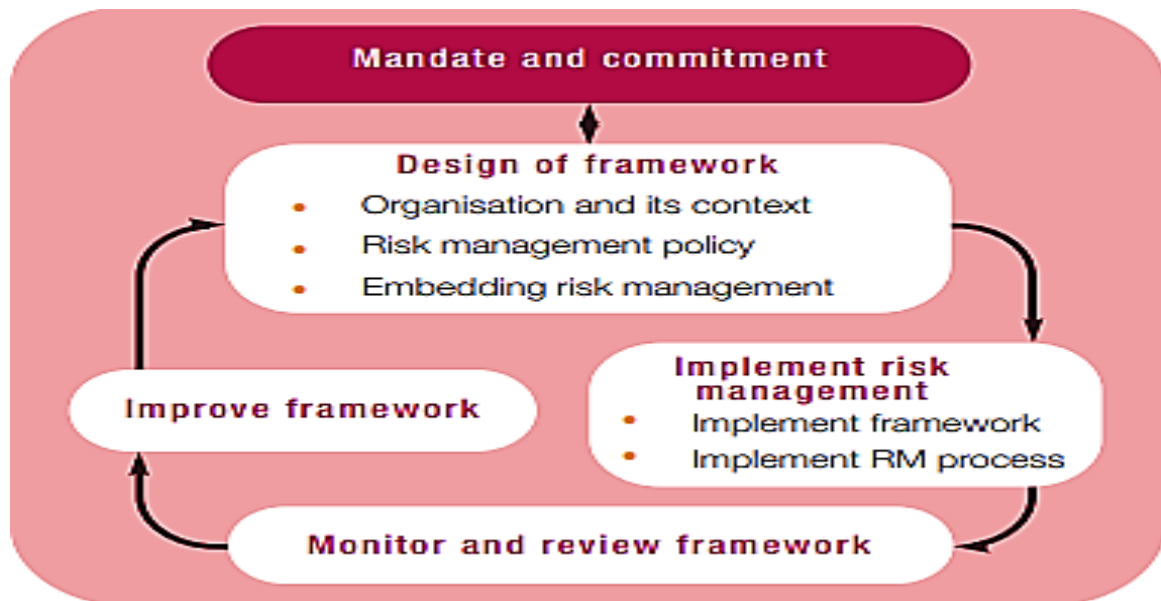 Mandate and commitment
Design of framework
• Organisation and its context
• Risk management policy
• Embedding risk management
Implement risk
management
• Implement framework
• Implement RM process
Improve framework
Monitor and review framework